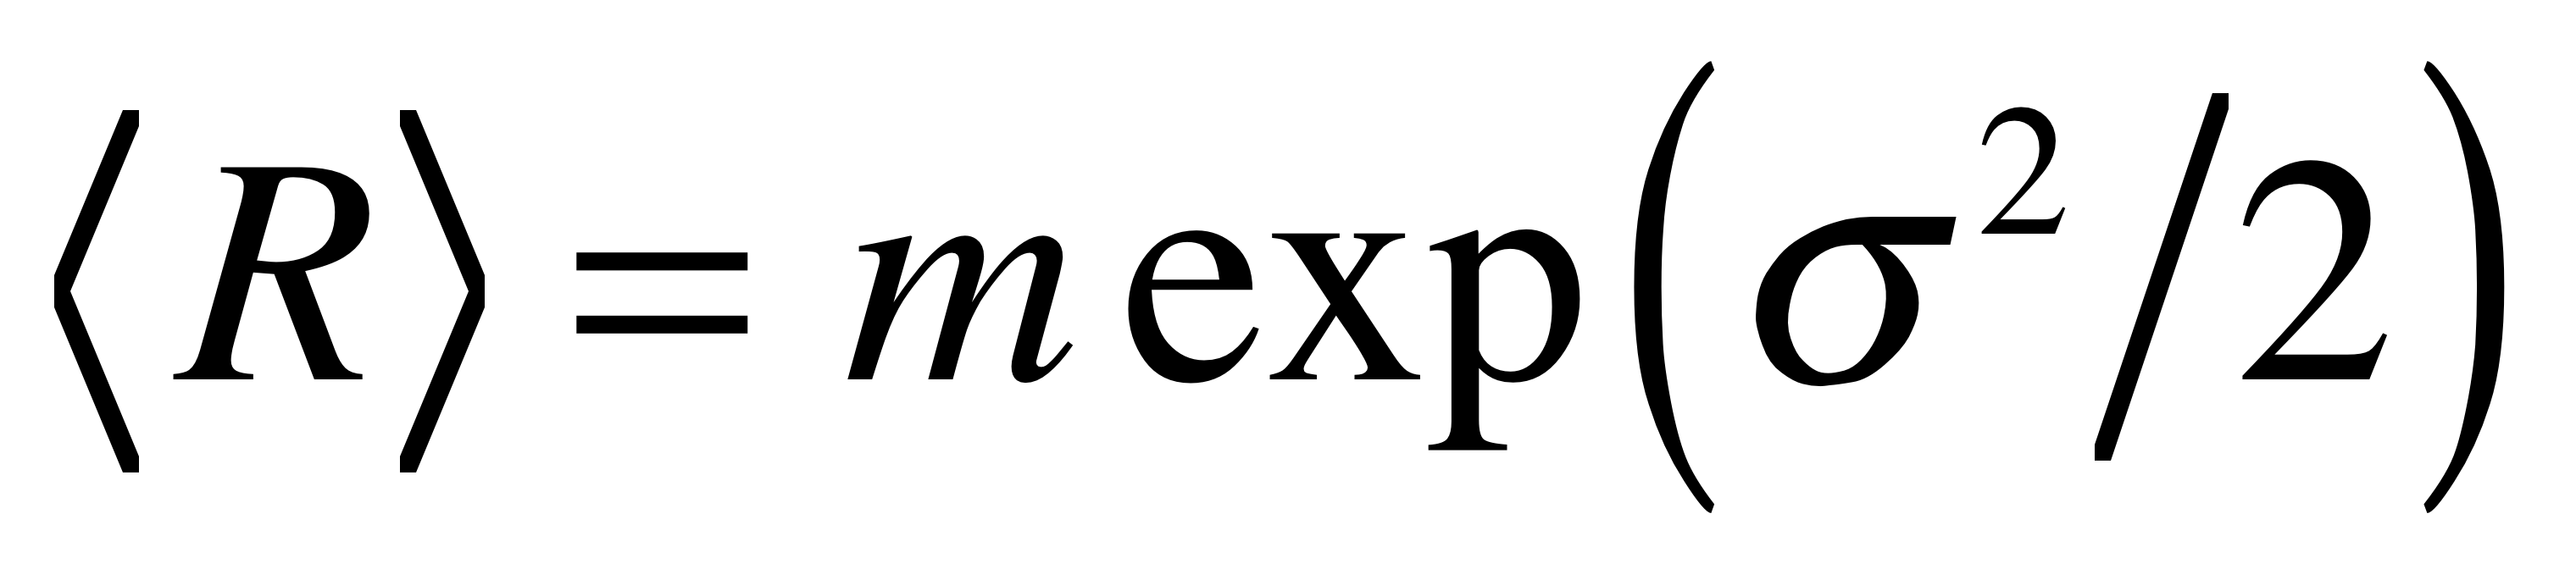 ⟨R⟩ = m exp(σ²/2)